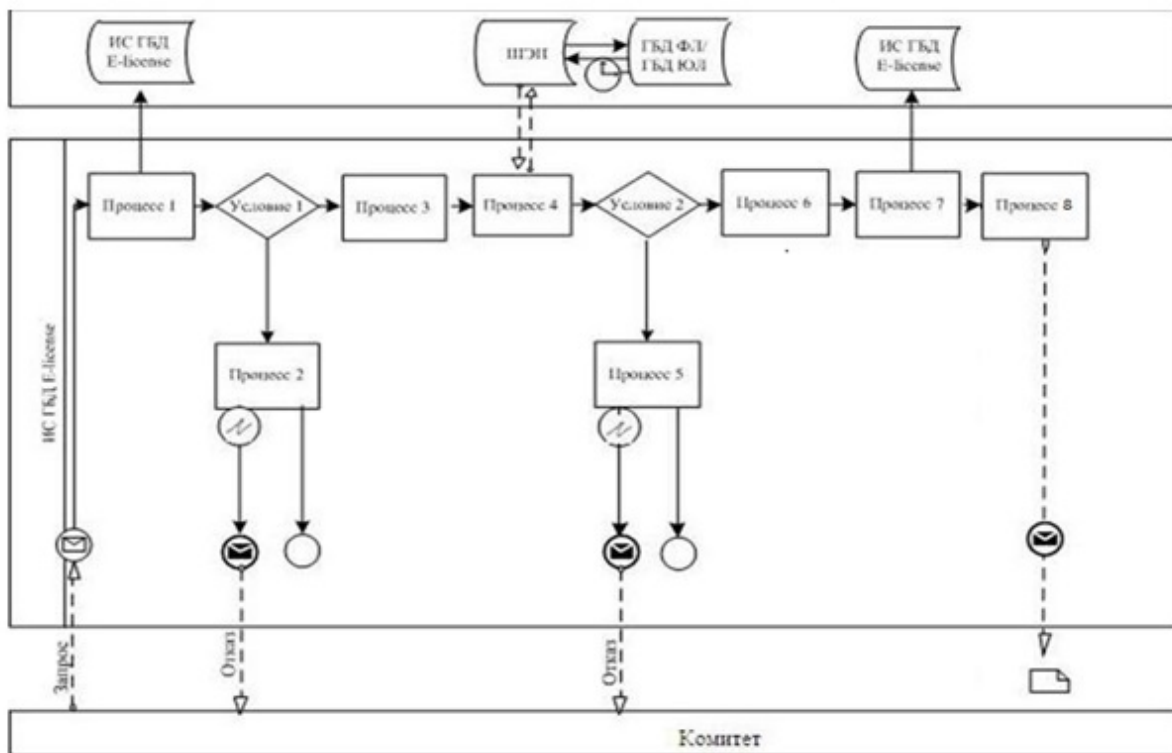 ИС ГБД
E-license
ШЭП
ГБД ФЛ/
ГБД ЮЛ
ИС ГБД
E-license
Процесс 1
Условие 1
Процесс 3
Процесс 4
Условие 2
Процесс 6
Процесс 7
Процесс 8
Процесс 2
Процесс 5
ИС ГБД E-license
Запрос
Отказ
Отказ
Комитет